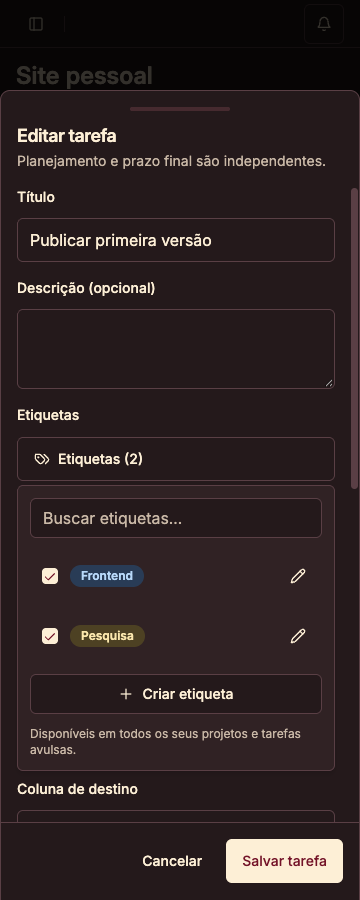 Site pessoal
Editar tarefa
Planejamento e prazo final são independentes.
Título
Publicar primeira versão
Descrição (opcional)
Etiquetas
Etiquetas (2)
Buscar etiquetas...
Frontend
Pesquisa
Criar etiqueta
Disponíveis em todos os seus projetos e tarefas
avulsas.
Coluna de destino
Cancelar
Salvar tarefa